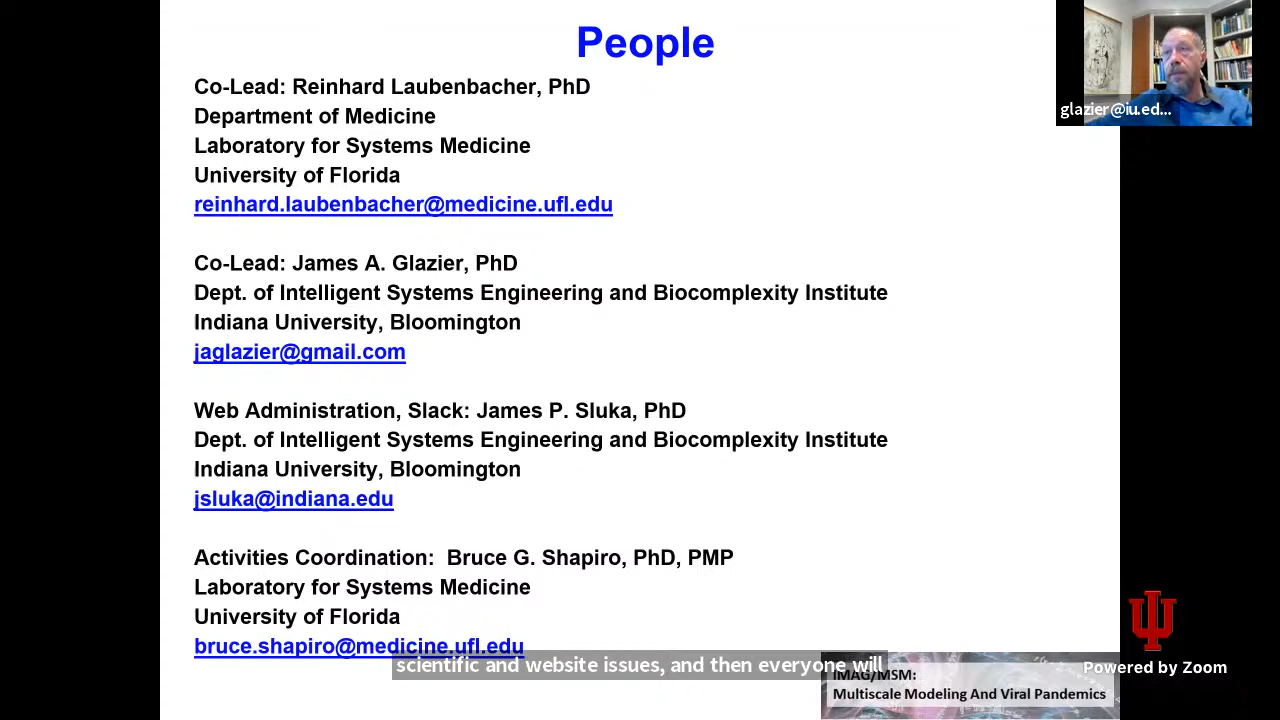 People
Co-Lead: Reinhard Laubenbacher, PhD
Department of Medicine
Laboratory for Systems Medicine
University of Florida
reinhard.laubenbacher@medicine.ufl.edu
Co-Lead: James A. Glazier, PhD
Dept. of Intelligent Systems Engineering and Biocomplexity Institute
Indiana University, Bloomington
jaglazier@gmail.com
Web Administration, Slack: James P. Sluka, PhD
Dept. of Intelligent Systems Engineering and Biocomplexity Institute
Indiana University, Bloomington
jsluka@indiana.edu
Activities Coordination: Bruce G. Shapiro, PhD, PMP
Laboratory for Systems Medicine
University of Florida
bruce.shapiro@medicine.ufl.edu
scientific and website issues, and then everyone will
IMAG/MSM:
Multiscale Modeling And Viral Pandemics
glazier@iu.ed...
Powered by Zoom